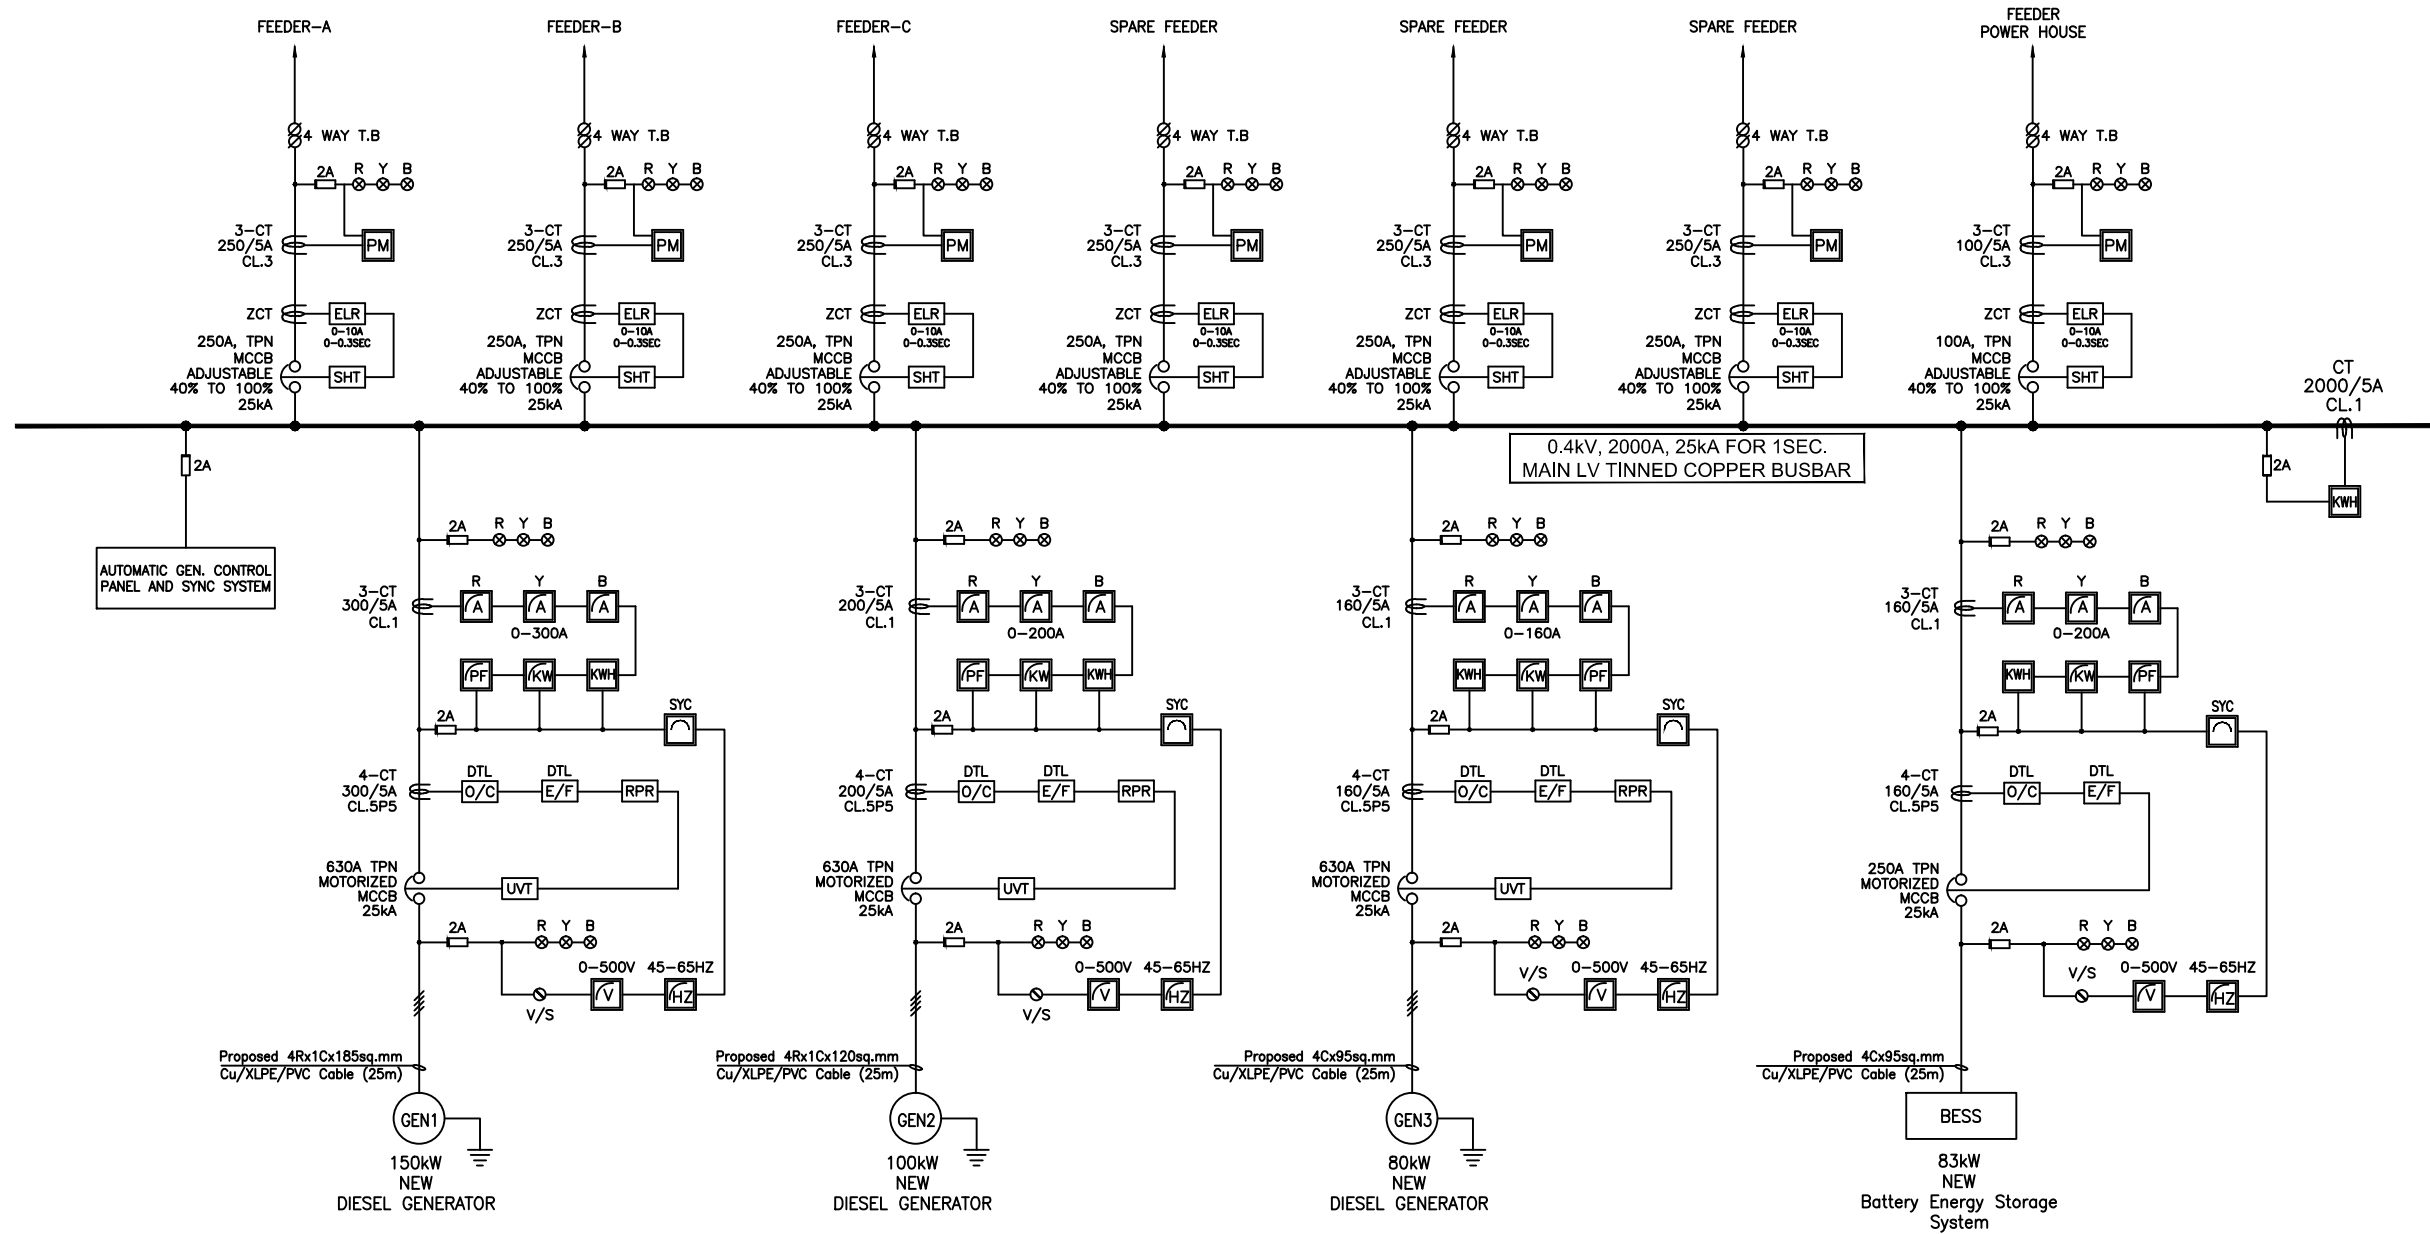 FEEDER-A
FEEDER-B
FEEDER-C
SPARE FEEDER
SPARE FEEDER
SPARE FEEDER
FEEDER
POWER HOUSE
4 WAY T.B
2A
R Y B
3-CT
250/5A
CL.3
PM
ZCT
ELR
0-10A
0-0.3SEC
250A, TPN
MCCB
ADJUSTABLE
40% TO 100%
25kA
SHT
4 WAY T.B
2A
R Y B
3-CT
250/5A
CL.3
PM
ZCT
ELR
0-10A
0-0.3SEC
250A, TPN
MCCB
ADJUSTABLE
40% TO 100%
25kA
SHT
4 WAY T.B
2A
R Y B
3-CT
250/5A
CL.3
PM
ZCT
ELR
0-10A
0-0.3SEC
250A, TPN
MCCB
ADJUSTABLE
40% TO 100%
25kA
SHT
4 WAY T.B
2A
R Y B
3-CT
250/5A
CL.3
PM
ZCT
ELR
0-10A
0-0.3SEC
250A, TPN
MCCB
ADJUSTABLE
40% TO 100%
25kA
SHT
4 WAY T.B
2A
R Y B
3-CT
250/5A
CL.3
PM
ZCT
ELR
0-10A
0-0.3SEC
250A, TPN
MCCB
ADJUSTABLE
40% TO 100%
25kA
SHT
4 WAY T.B
2A
R Y B
3-CT
250/5A
CL.3
PM
ZCT
ELR
0-10A
0-0.3SEC
250A, TPN
MCCB
ADJUSTABLE
40% TO 100%
25kA
SHT
4 WAY T.B
2A
R Y B
3-CT
100/5A
CL.3
PM
ZCT
ELR
0-10A
0-0.3SEC
100A, TPN
MCCB
ADJUSTABLE
40% TO 100%
25kA
SHT
CT
2000/5A
CL.1
2A
KWH
0.4kV, 2000A, 25kA FOR 1SEC.
MAIN LV TINNED COPPER BUSBAR
2A
AUTOMATIC GEN. CONTROL
PANEL AND SYNC SYSTEM
2A
R Y B
3-CT
300/5A
CL.1
R Y B
A A A
0-300A
PF KW KWH
2A
SYC
4-CT
300/5A
CL.5P5
DTL DTL
O/C E/F RPR
630A TPN
MOTORIZED
MCCB
25kA
UVT
2A
R Y B
0-500V 45-65HZ
V HZ
V/S
Proposed 4Rx1Cx185sq.mm
Cu/XLPE/PVC Cable (25m)
GEN1
150kW
NEW
DIESEL GENERATOR
2A
R Y B
3-CT
200/5A
CL.1
R Y B
A A A
0-200A
PF KW KWH
2A
SYC
4-CT
200/5A
CL.5P5
DTL DTL
O/C E/F RPR
630A TPN
MOTORIZED
MCCB
25kA
UVT
2A
R Y B
0-500V 45-65HZ
V HZ
V/S
Proposed 4Rx1Cx120sq.mm
Cu/XLPE/PVC Cable (25m)
GEN2
100kW
NEW
DIESEL GENERATOR
2A
R Y B
3-CT
160/5A
CL.1
R Y B
A A A
0-160A
KWH KW PF
2A
SYC
4-CT
160/5A
CL.5P5
DTL DTL
O/C E/F RPR
630A TPN
MOTORIZED
MCCB
25kA
UVT
2A
R Y B
V/S 0-500V 45-65HZ
V HZ
Proposed 4Cx95sq.mm
Cu/XLPE/PVC Cable (25m)
GEN3
80kW
NEW
DIESEL GENERATOR
2A
R Y B
3-CT
160/5A
CL.1
R Y B
A A A
0-200A
KWH KW PF
2A
SYC
4-CT
160/5A
CL.5P5
DTL DTL
O/C E/F
250A TPN
MOTORIZED
MCCB
25kA
2A
R Y B
V/S 0-500V 45-65HZ
V HZ
Proposed 4Cx95sq.mm
Cu/XLPE/PVC Cable (25m)
BESS
83kW
NEW
Battery Energy Storage
System